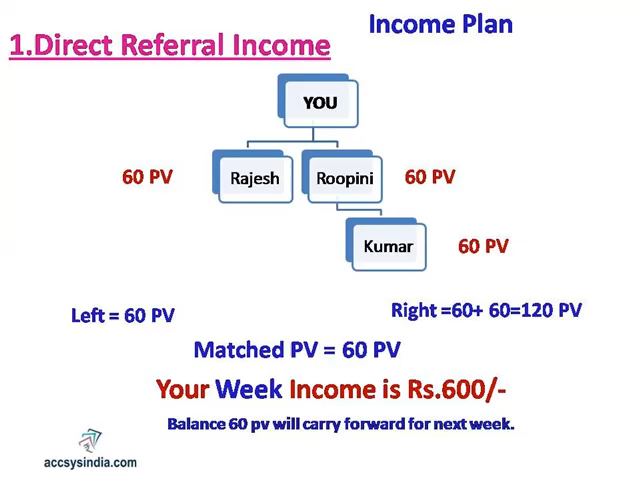 Income Plan
1.Direct Referral Income
YOU
60 PV Rajesh Roopini 60 PV
Kumar 60 PV
Left = 60 PV Right =60+ 60=120 PV
Matched PV = 60 PV
Your Week Income is Rs.600/-
Balance 60 pv will carry forward for next week.
accsysindia.com